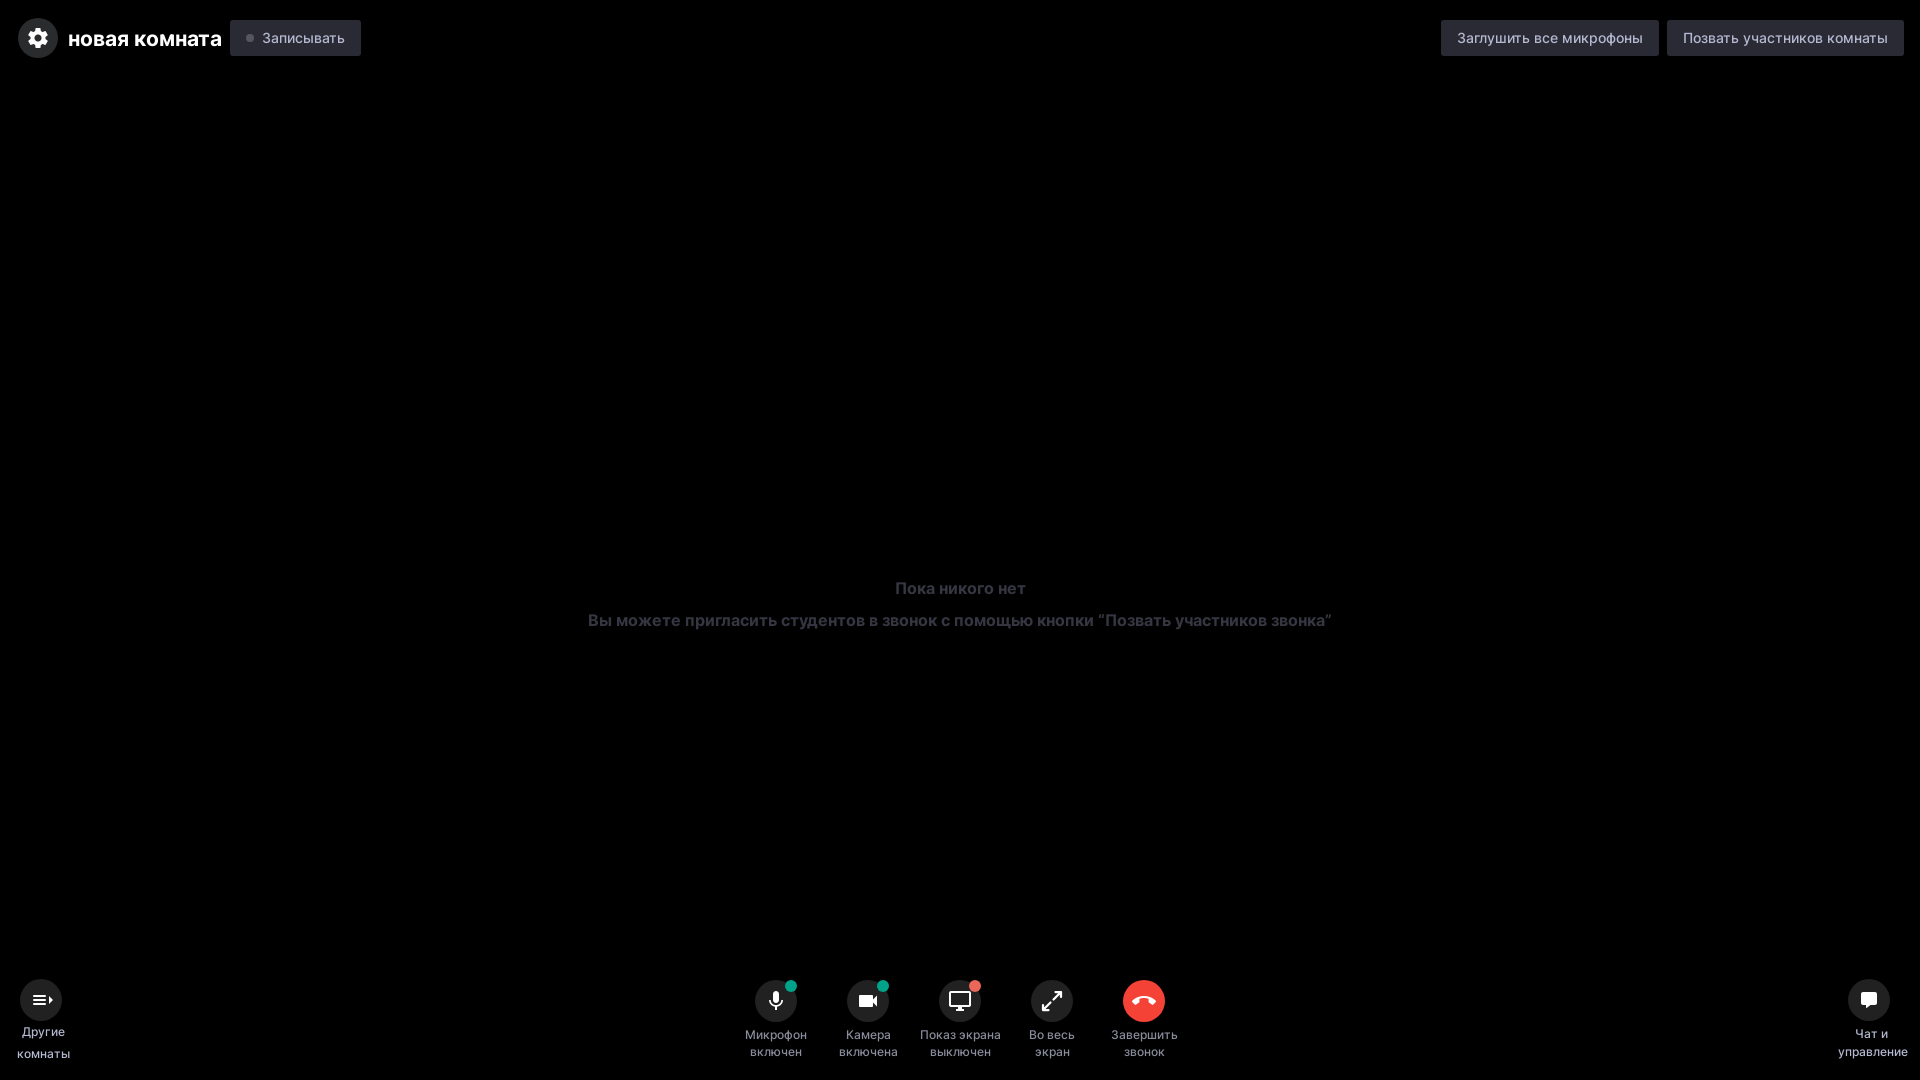 новая комната
Записывать
Заглушить все микрофоны
Позвать участников комнаты
Пока никого нет
Вы можете пригласить студентов в звонок с помощью кнопки “Позвать участников звонка”
Другие
комнаты
Микрофон
включен
Камера
включена
Показ экрана
выключен
Во весь
экран
Завершить
звонок
Чат и
управление